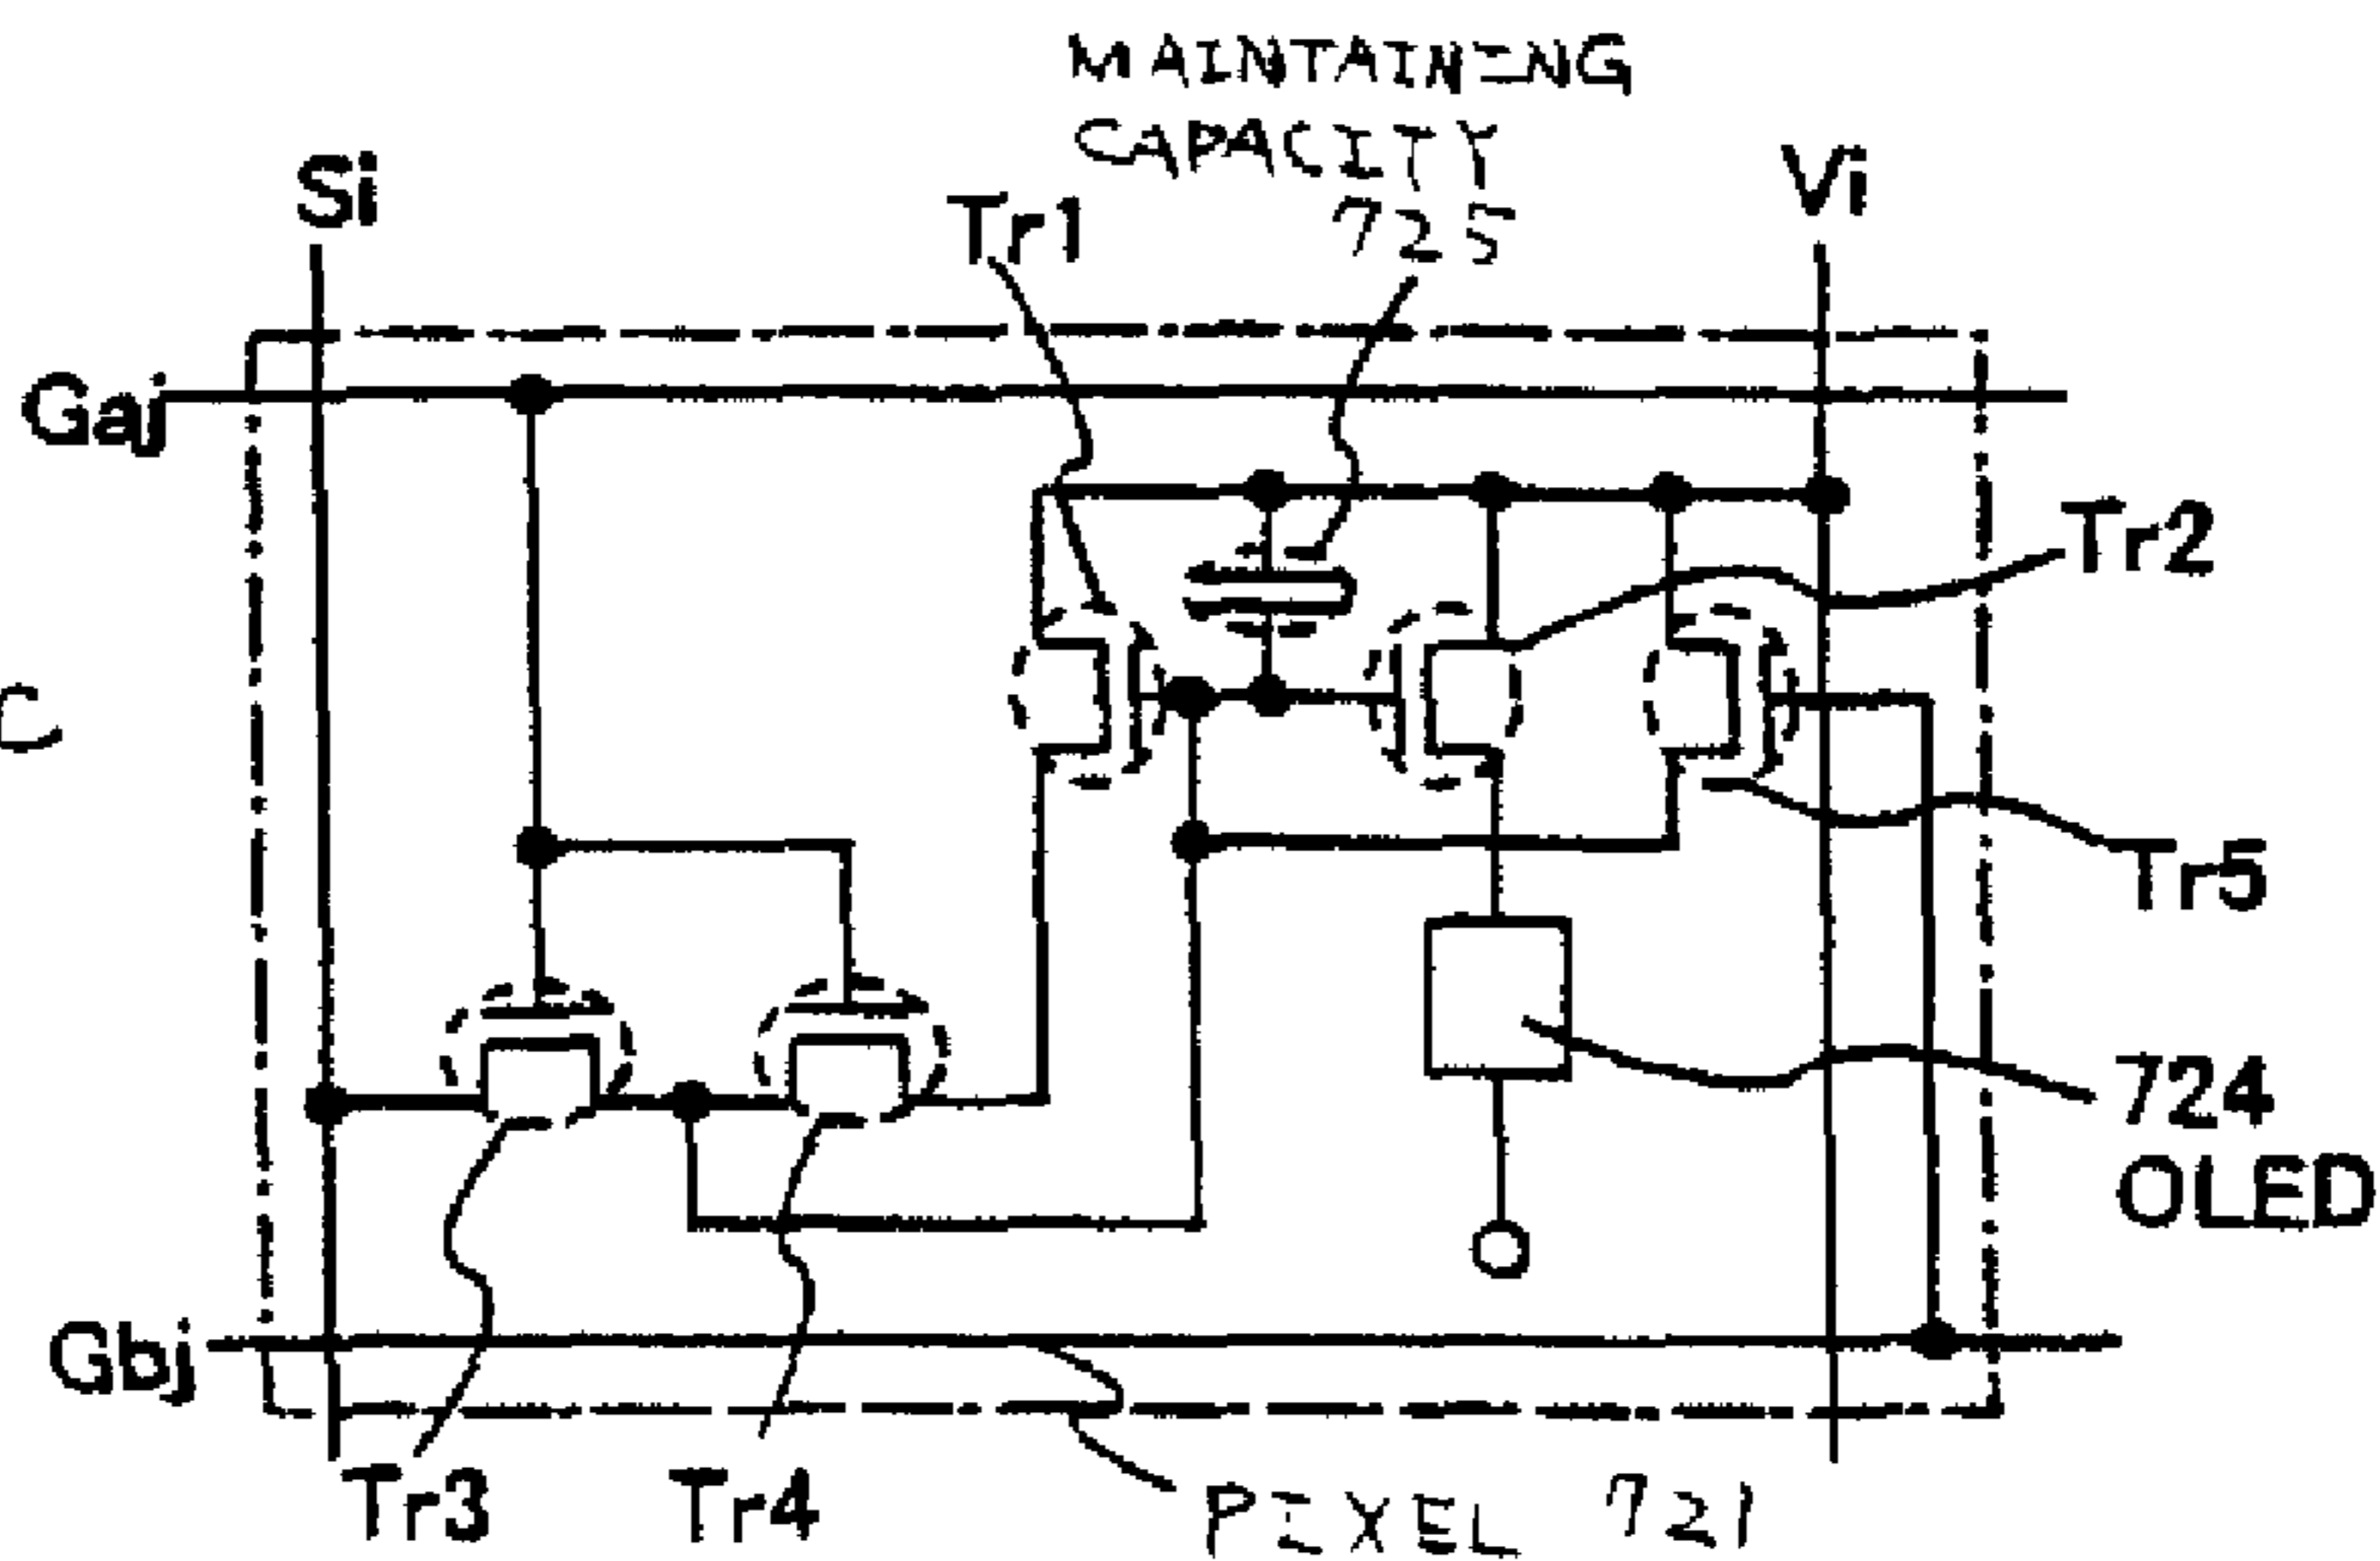 MAINTAINING
CAPACITY
725
Si
Tr1
Vi
Gaj
Tr2
C
Tr5
724
OLED
Gbj
Tr3
Tr4
PIXEL 721